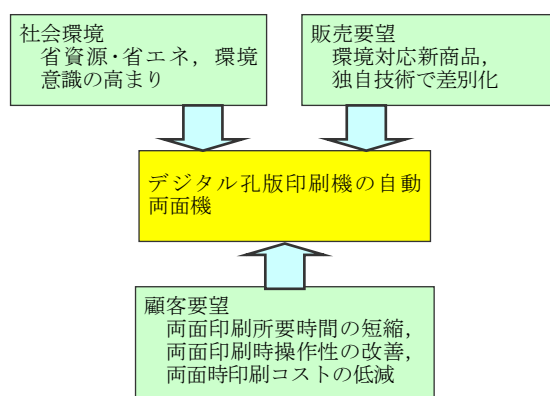 社会環境
省資源･省エネ，環境
意識の高まり
販売要望
環境対応新商品，
独自技術で差別化
デジタル孔版印刷機の自動
両面機
顧客要望
両面印刷所要時間の短縮，
両面印刷時操作性の改善，
両面時印刷コストの低減